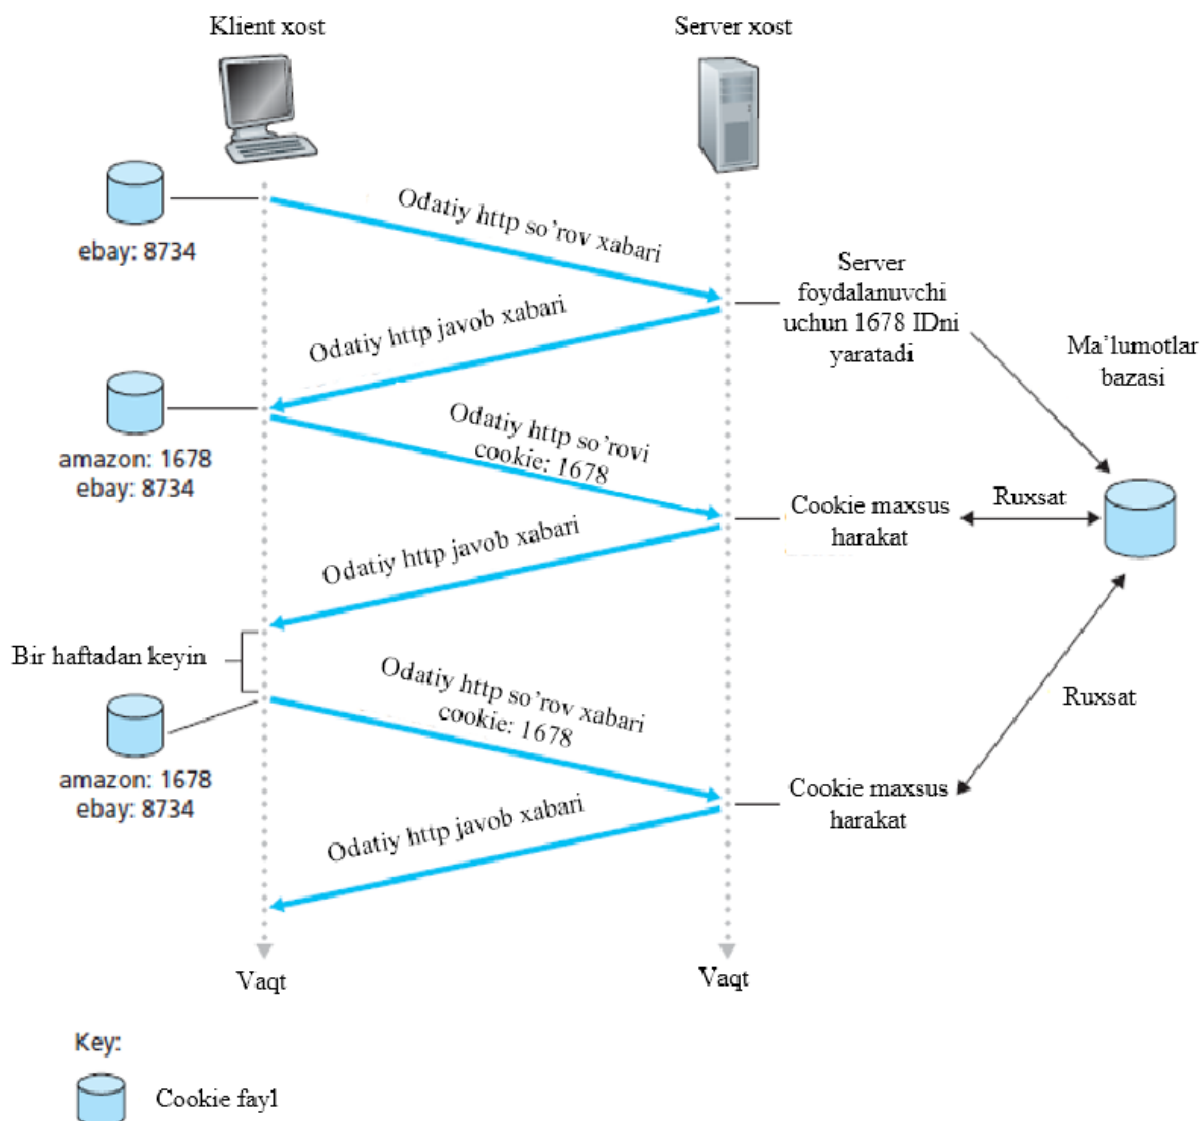 Klient xost
Server xost
ebay: 8734
Odatiy http so’rov xabari
Server
foydalanuvchi
uchun 1678 IDni
yaratadi
Ma’lumotlar
bazasi
Odatiy http javob xabari
amazon: 1678
ebay: 8734
Odatiy http so’rovi
cookie: 1678
Cookie maxsus
harakat
Ruxsat
Odatiy http javob xabari
Bir haftadan keyin
Odatiy http so’rov xabari
cookie: 1678
Ruxsat
amazon: 1678
ebay: 8734
Cookie maxsus
harakat
Odatiy http javob xabari
Vaqt
Vaqt
Key:
Cookie fayl